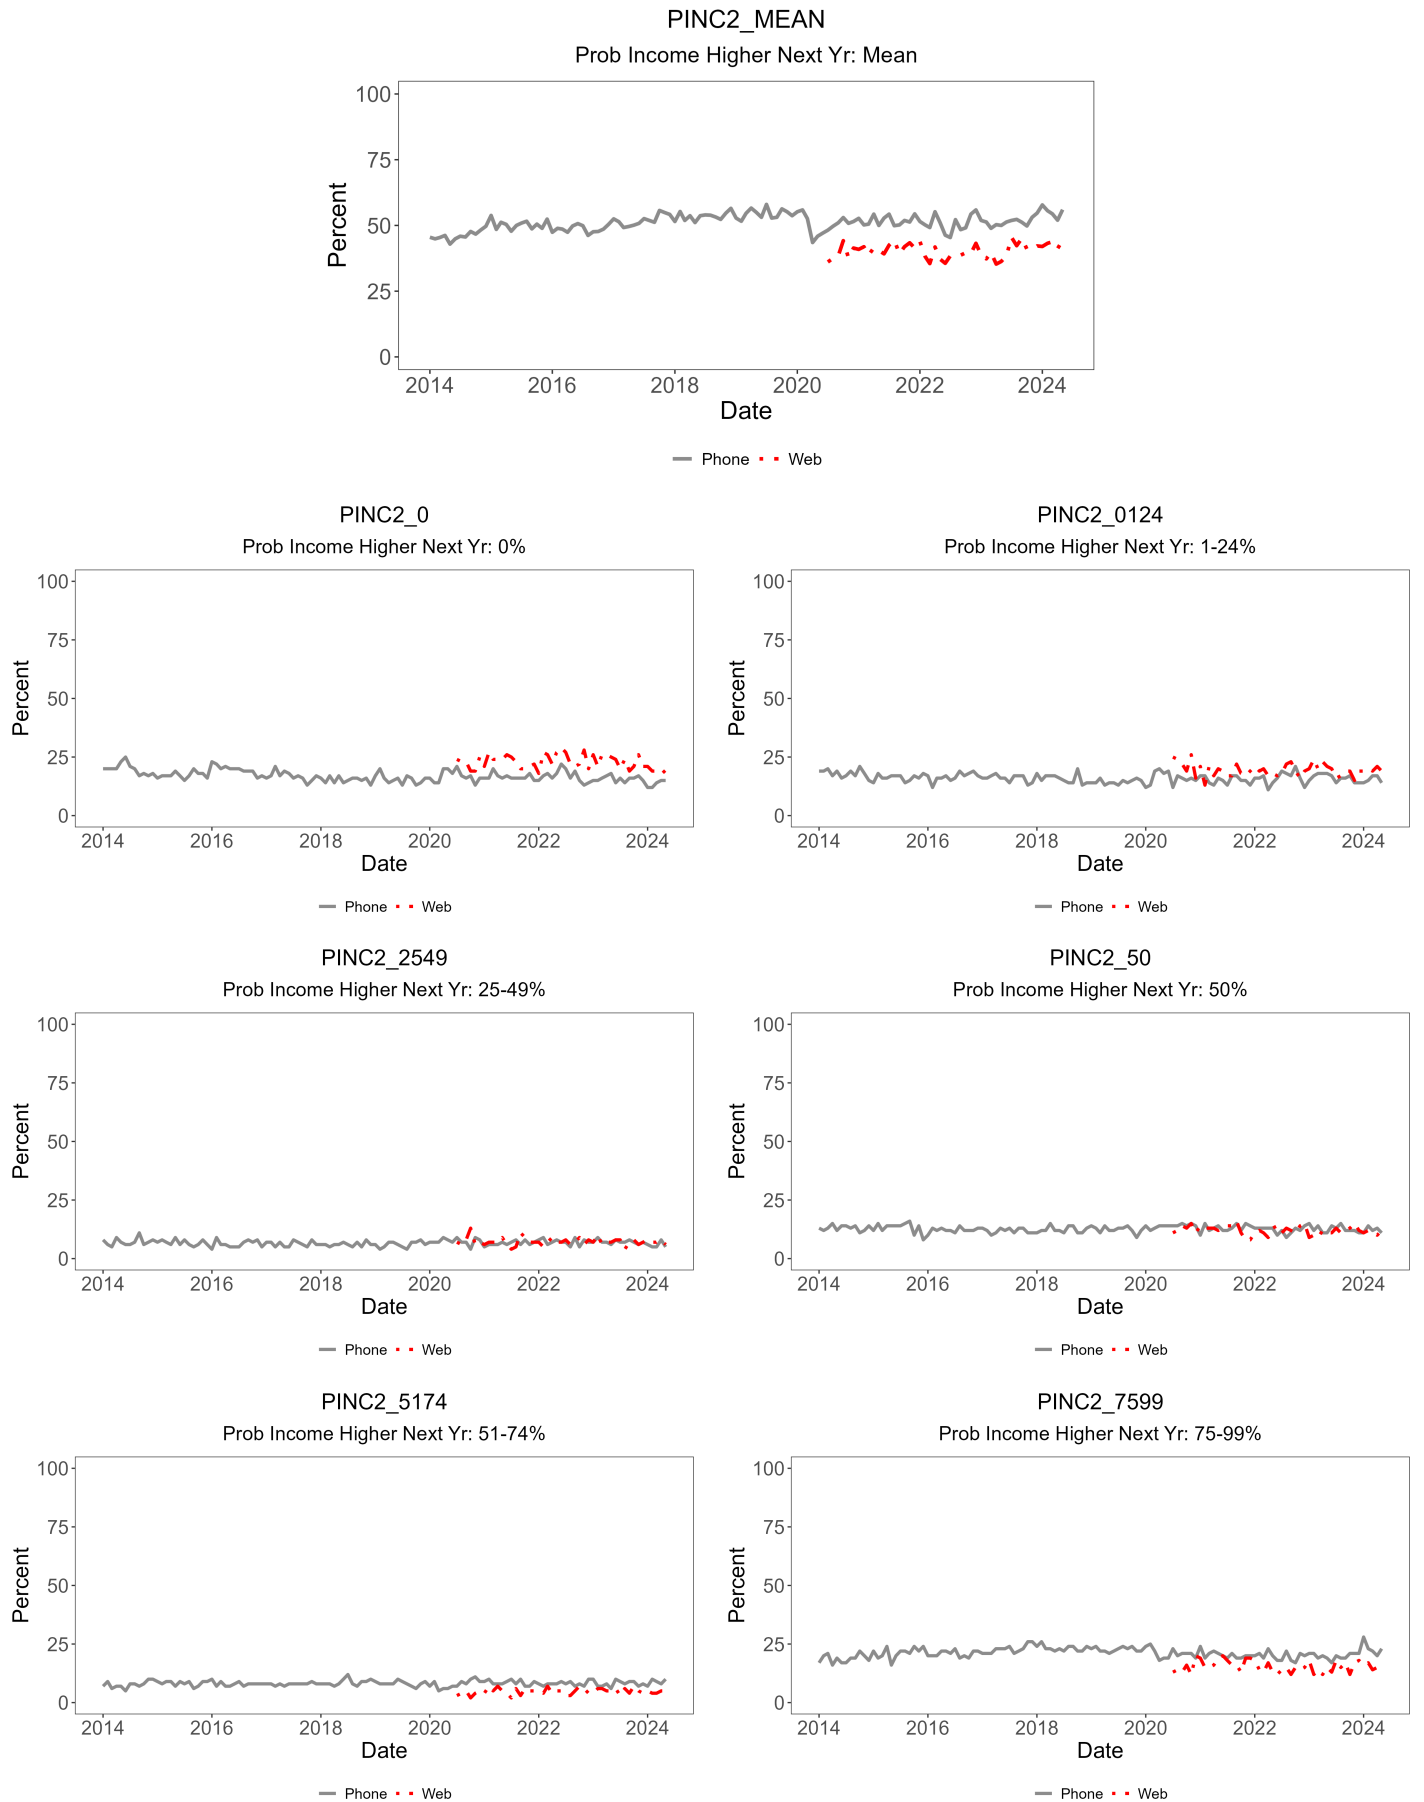 PINC2_MEAN
Prob Income Higher Next Yr: Mean
Percent
100
75
50
25
0
2014 2016 2018 2020 2022 2024
Date
Phone Web
PINC2_0
Prob Income Higher Next Yr: 0%
Percent
100
75
50
25
0
2014 2016 2018 2020 2022 2024
Date
Phone Web
PINC2_0124
Prob Income Higher Next Yr: 1-24%
Percent
100
75
50
25
0
2014 2016 2018 2020 2022 2024
Date
Phone Web
PINC2_2549
Prob Income Higher Next Yr: 25-49%
Percent
100
75
50
25
0
2014 2016 2018 2020 2022 2024
Date
Phone Web
PINC2_50
Prob Income Higher Next Yr: 50%
Percent
100
75
50
25
0
2014 2016 2018 2020 2022 2024
Date
Phone Web
PINC2_5174
Prob Income Higher Next Yr: 51-74%
Percent
100
75
50
25
0
2014 2016 2018 2020 2022 2024
Date
Phone Web
PINC2_7599
Prob Income Higher Next Yr: 75-99%
Percent
100
75
50
25
0
2014 2016 2018 2020 2022 2024
Date
Phone Web